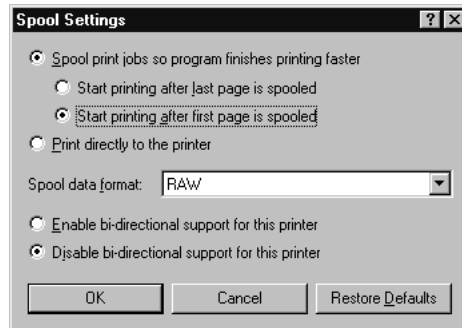 Spool Settings
Spool print jobs so program finishes printing faster
Start printing after last page is spooled
Start printing after first page is spooled
Print directly to the printer
Spool data format: RAW
Enable bi-directional support for this printer
Disable bi-directional support for this printer
OK Cancel Restore Defaults